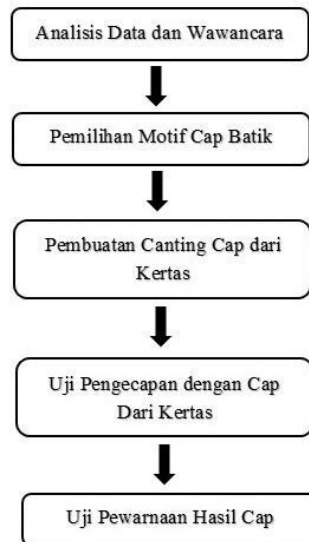 Analisis Data dan Wawancara
Pemilihan Motif Cap Batik
Pembuatan Canting Cap dari
Kertas
Uji Pengecapan dengan Cap
Dari Kertas
Uji Pewarnaan Hasil Cap